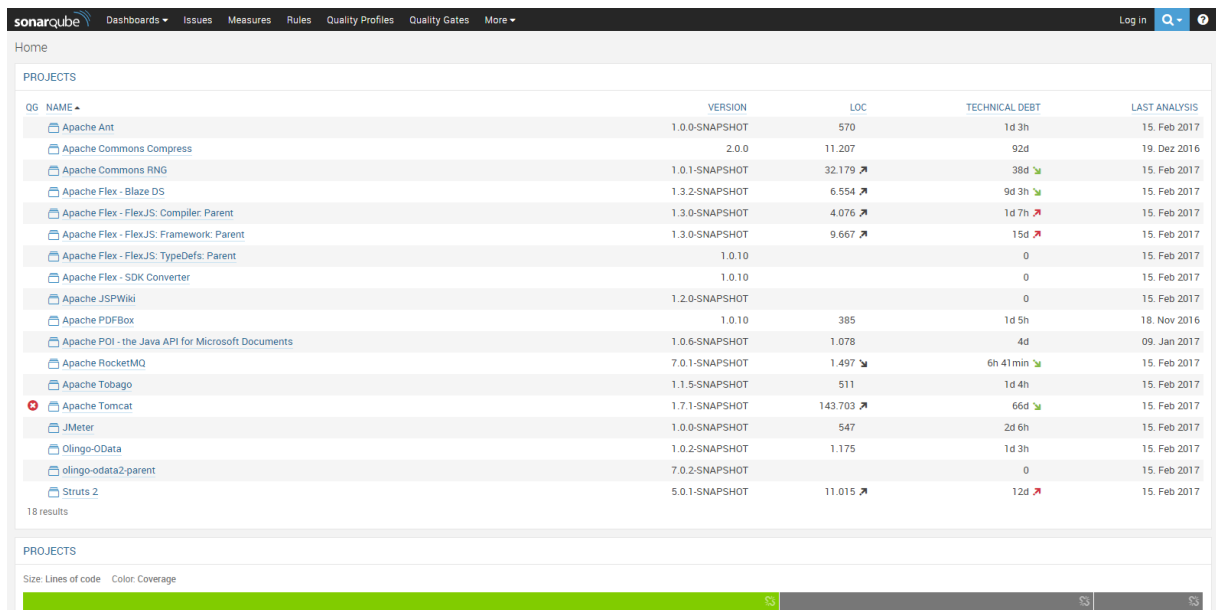 sonarqube Dashboards Issues Measures Rules Quality Profiles Quality Gates More Log in
Home
PROJECTS
QG NAME VERSION LOC TECHNICAL DEBT LAST ANALYSIS
Apache Ant 1.0.0-SNAPSHOT 570 1d 3h 15. Feb 2017
Apache Commons Compress 2.0.0 11.207 92d 19. Dez 2016
Apache Commons RNG 1.0.1-SNAPSHOT 32.179 38d 15. Feb 2017
Apache Flex - Blaze DS 1.3.2-SNAPSHOT 6.554 9d 3h 15. Feb 2017
Apache Flex - FlexJS: Compiler: Parent 1.3.0-SNAPSHOT 4.076 1d 7h 15. Feb 2017
Apache Flex - FlexJS: Framework: Parent 1.3.0-SNAPSHOT 9.667 15d 15. Feb 2017
Apache Flex - FlexJS: TypeDefs: Parent 1.0.10 0 15. Feb 2017
Apache Flex - SDK Converter 1.0.10 0 15. Feb 2017
Apache JSPWiki 1.2.0-SNAPSHOT 0 15. Feb 2017
Apache PDFBox 1.0.10 385 1d 5h 18. Nov 2016
Apache POI - the Java API for Microsoft Documents 1.0.6-SNAPSHOT 1.078 4d 09. Jan 2017
Apache RocketMQ 7.0.1-SNAPSHOT 1.497 6h 41min 15. Feb 2017
Apache Tobago 1.1.5-SNAPSHOT 511 1d 4h 15. Feb 2017
Apache Tomcat 1.7.1-SNAPSHOT 143.703 66d 15. Feb 2017
JMeter 1.0.0-SNAPSHOT 547 2d 6h 15. Feb 2017
Olingo-OData 1.0.2-SNAPSHOT 1.175 1d 3h 15. Feb 2017
olingo-odata2-parent 7.0.2-SNAPSHOT 0 15. Feb 2017
Struts 2 5.0.1-SNAPSHOT 11.015 12d 15. Feb 2017
18 results
PROJECTS
Size: Lines of code Color: Coverage